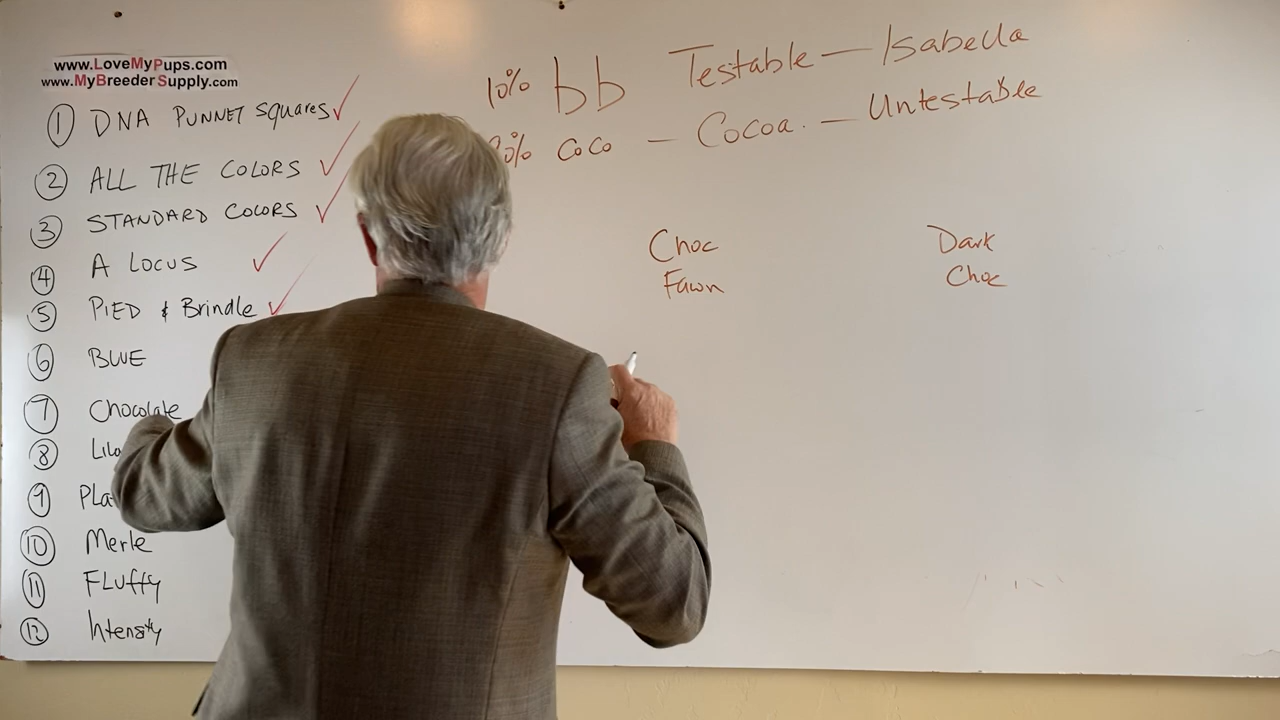 www.LoveMyPups.com
www.MyBreederSupply.com
1 DNA PUNNET squares ✓
2 ALL THE COLORS ✓
3 STANDARD COLORS ✓
4 A LOCUS ✓
5 PIED & Brindle ✓
6 BLUE
7 Chocolate
8
9
10 Merle
11 FLuffy
12 Intensity
10% bb Testable — Isabella
CoCo — Cocoa. — Untestable
Choc Dark
Fawn Choc